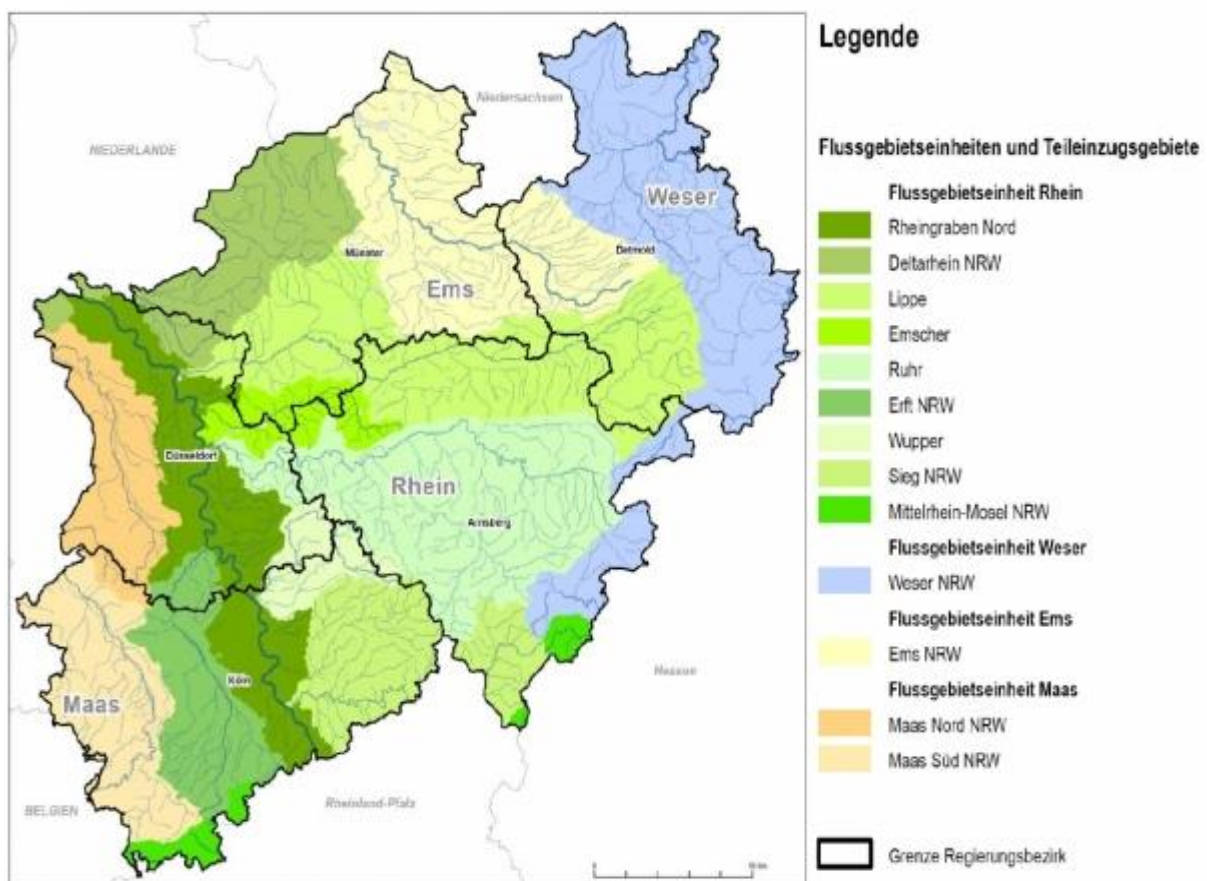 Niedersachsen
NIEDERLANDE
Weser
Münster
Detmold
Ems
Düsseldorf
Rhein
Arnsberg
Köln
Hessen
Maas
BELGIEN
Rheinland-Pfalz
0
Legende
Flussgebietseinheiten und Teileinzugsgebiete
Flussgebietseinheit Rhein
Rheingraben Nord
Deltarhein NRW
Lippe
Emscher
Ruhr
Erft NRW
Wupper
Sieg NRW
Mittelrhein-Mosel NRW
Flussgebietseinheit Weser
Weser NRW
Flussgebietseinheit Ems
Ems NRW
Flussgebietseinheit Maas
Maas Nord NRW
Maas Süd NRW
Grenze Regierungsbezirk